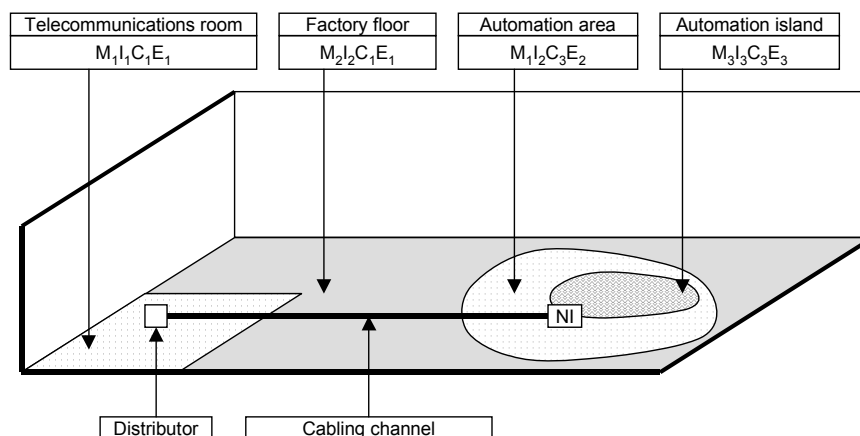 Telecommunications room
M₁I₁C₁E₁
Factory floor
M₂I₂C₁E₁
Automation area
M₁I₂C₃E₂
Automation island
M₃I₃C₃E₃
NI
Distributor
Cabling channel